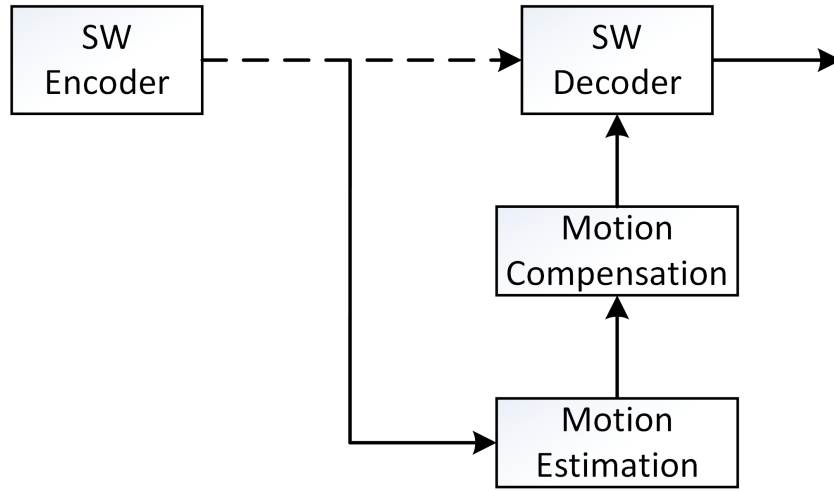 SW
Encoder
SW
Decoder
Motion
Compensation
Motion
Estimation